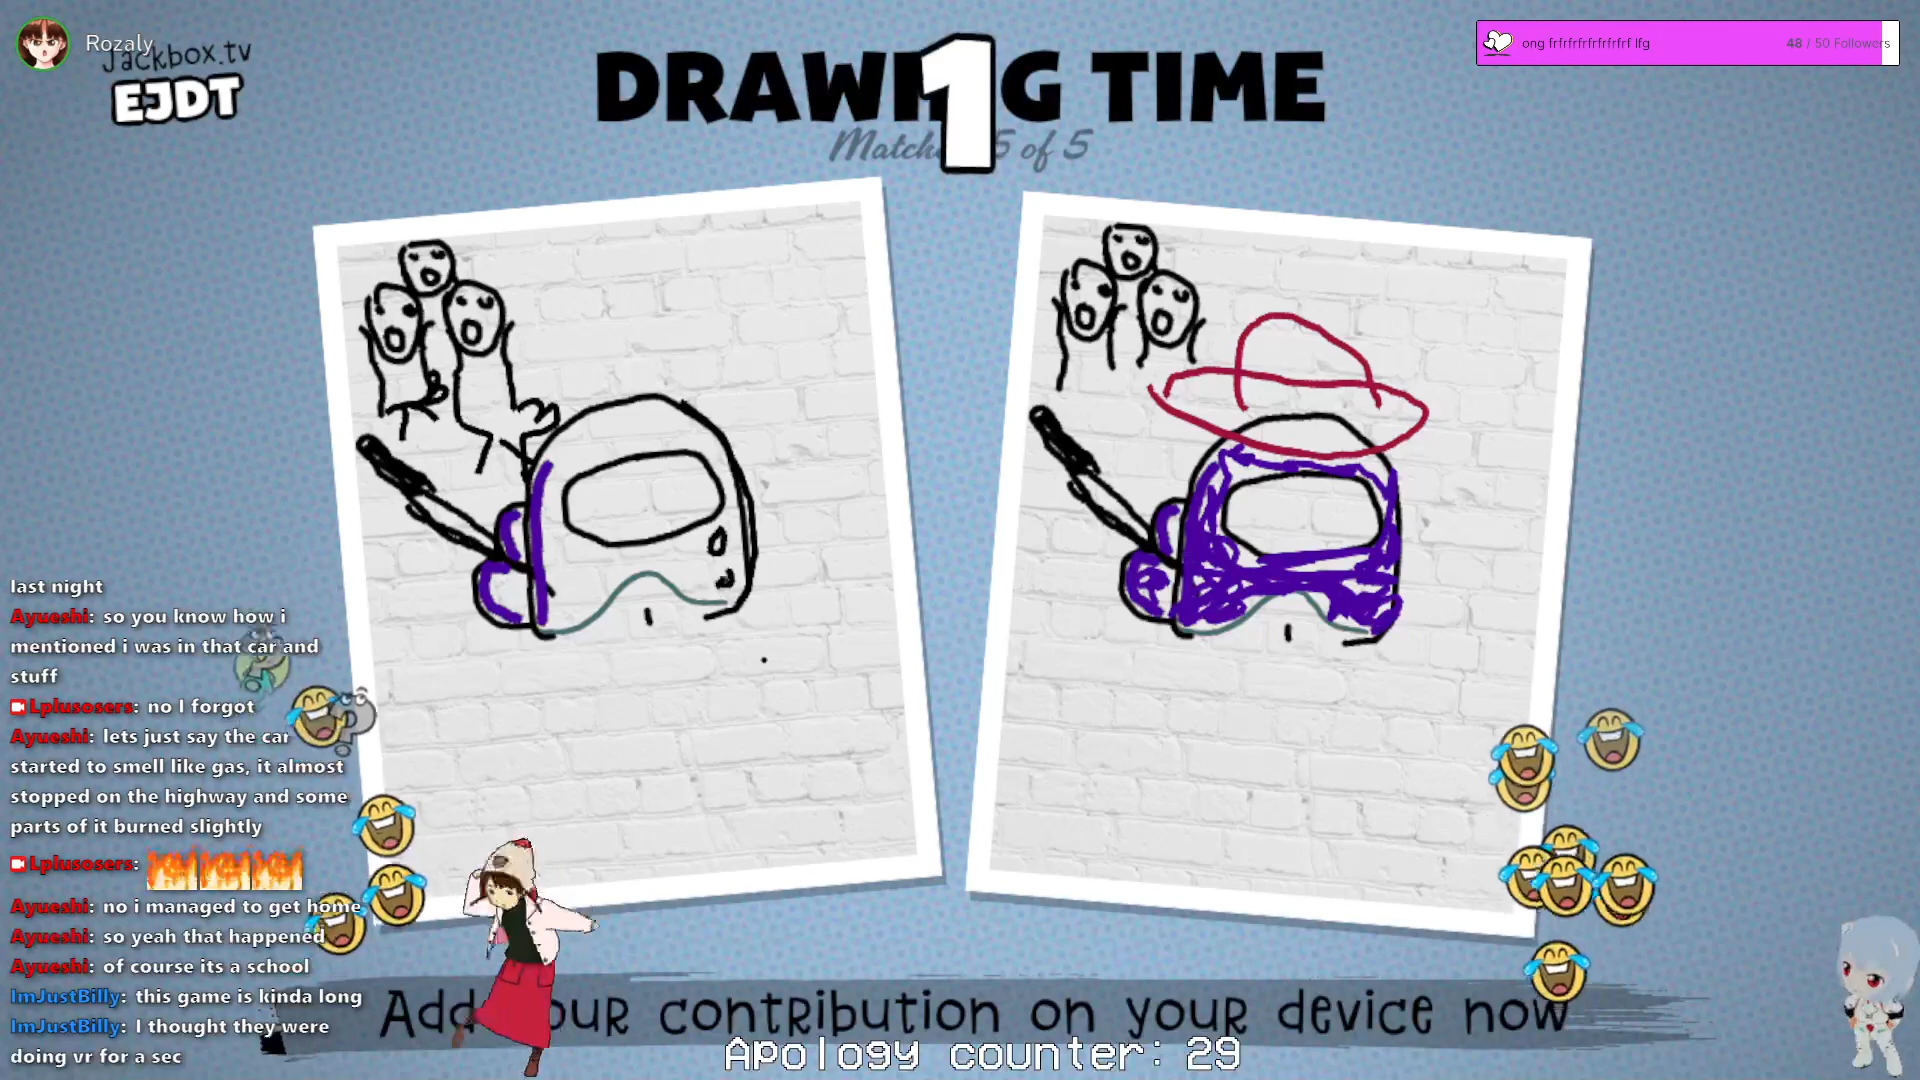 Rozaly
Jackbox.tv
EJDT
DRAWING TIME
1
Matchup 5 of 5
ong frfrfrfrfrfrfrfrf lfg
48 / 50 Followers
last night
Ayueshi: so you know how i
mentioned i was in that car and
stuff
Lplusosers: no I forgot
Ayueshi: lets just say the car
started to smell like gas, it almost
stopped on the highway and some
parts of it burned slightly
Lplusosers:
Ayueshi: no i managed to get home
Ayueshi: so yeah that happened
Ayueshi: of course its a school
ImJustBilly: this game is kinda long
ImJustBilly: I thought they were
doing vr for a sec
Add your contribution on your device now
Apology counter: 29